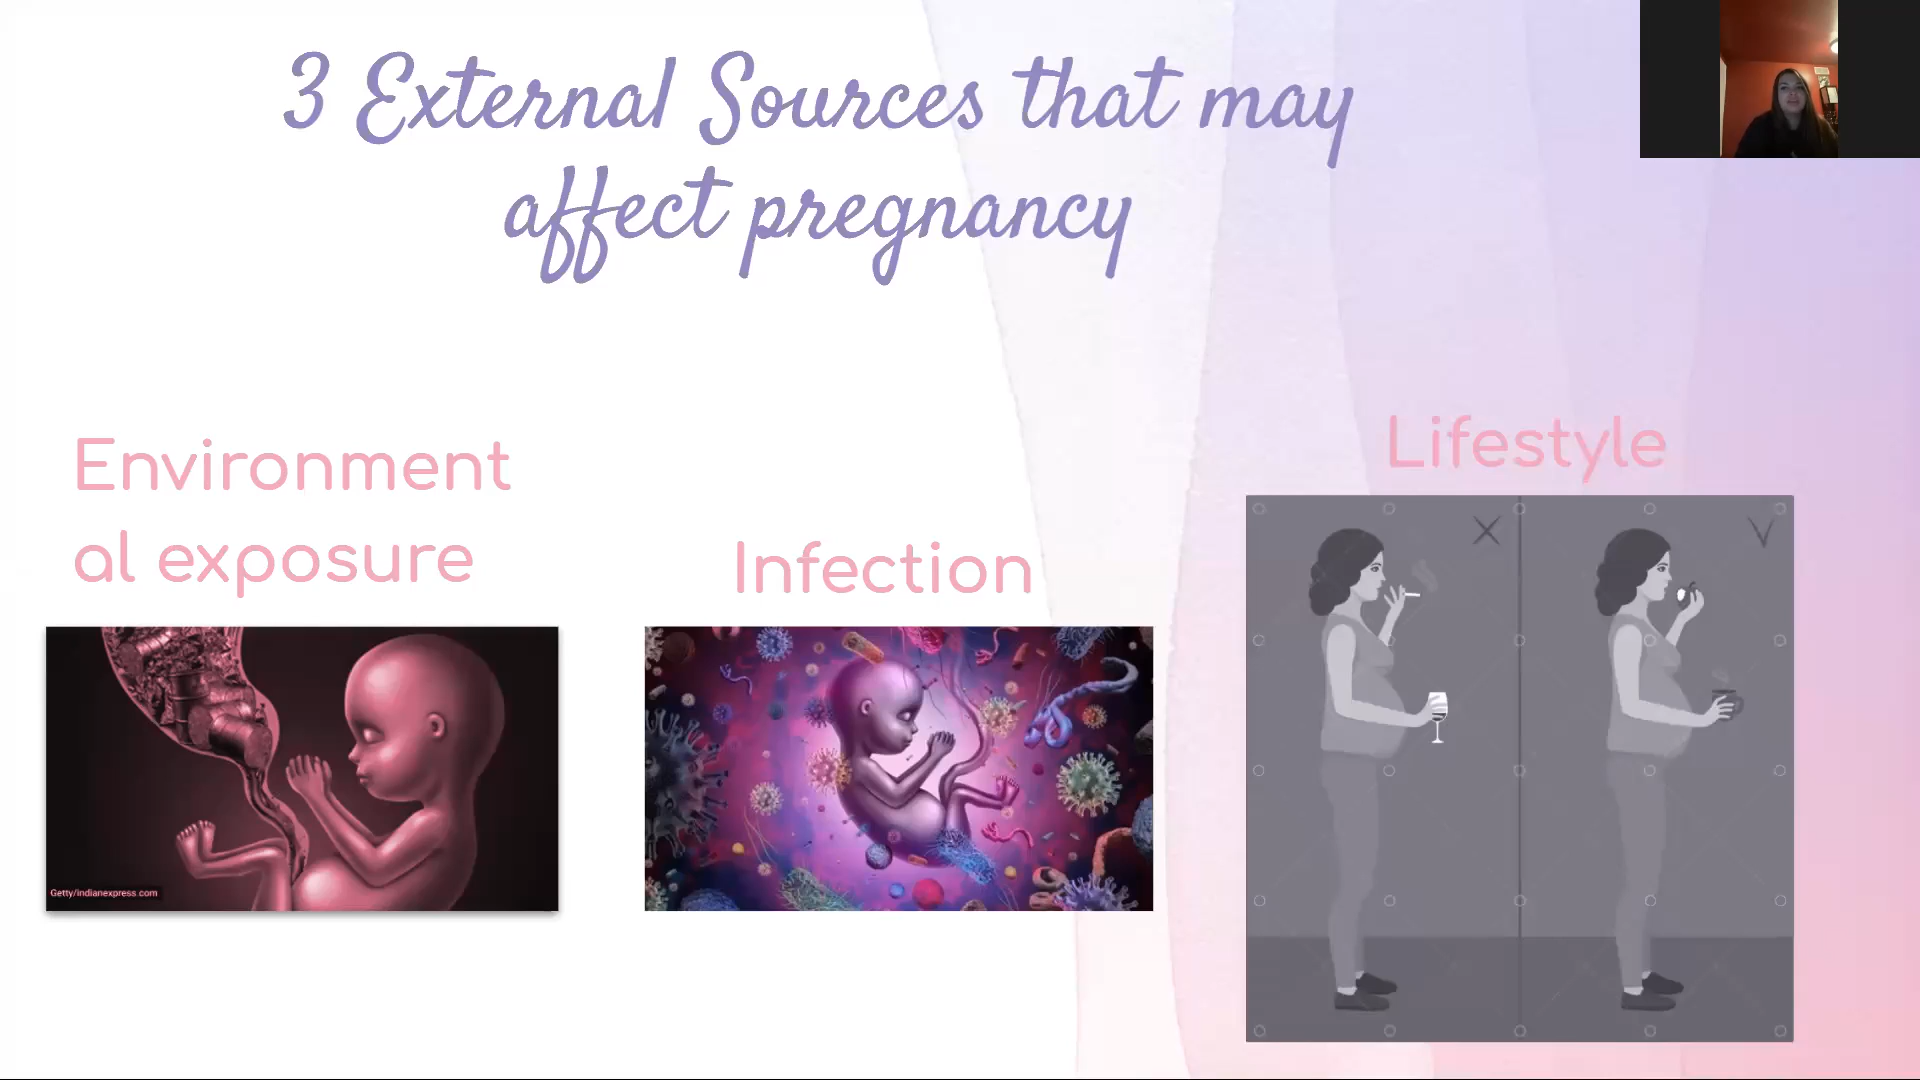 3 External Sources that may
affect pregnancy
Environment
al exposure
Infection
Lifestyle
Getty/indianexpress.com